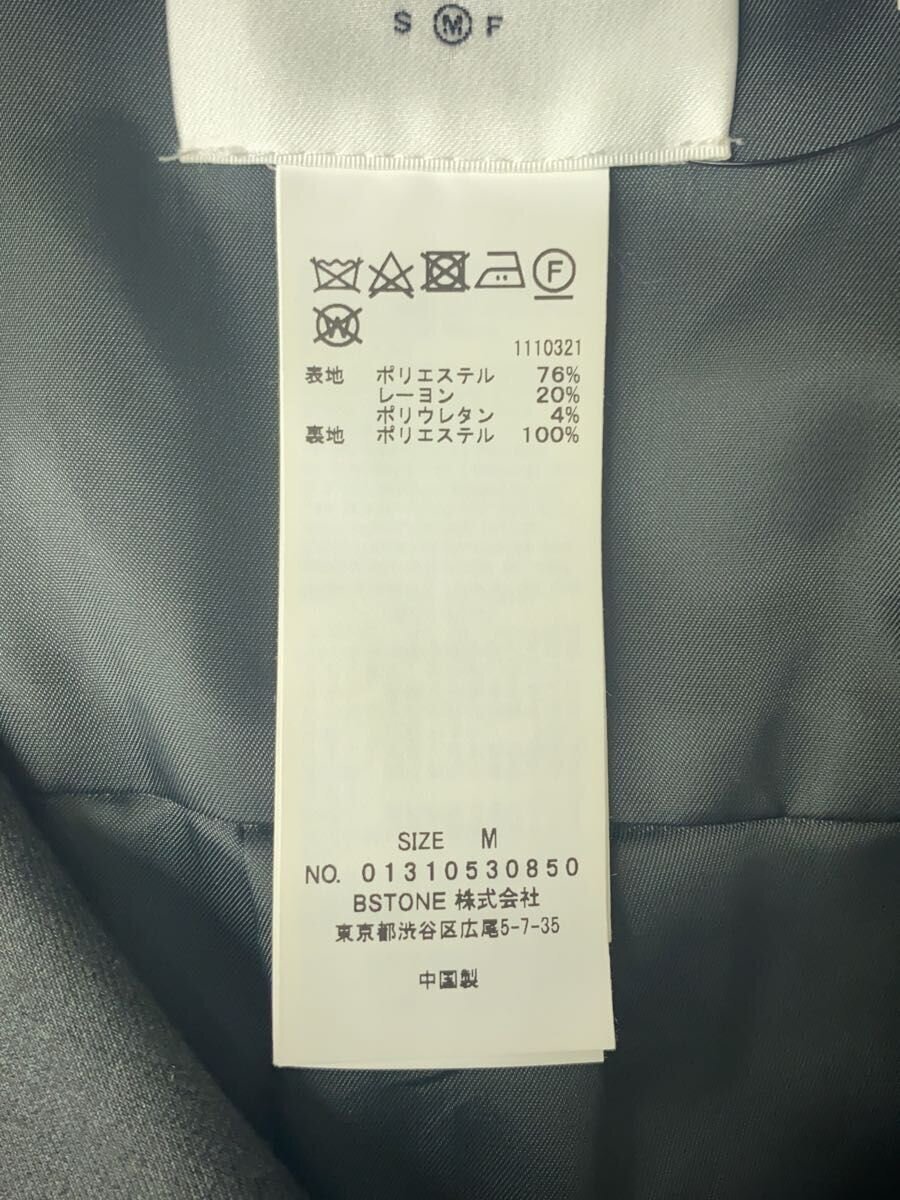 S M F
F
W
1110321
表地 ポリエステル 76%
レーヨン 20%
ポリウレタン 4%
裏地 ポリエステル 100%
SIZE M
NO. 01310530850
BSTONE 株式会社
東京都渋谷区広尾5-7-35
中国製